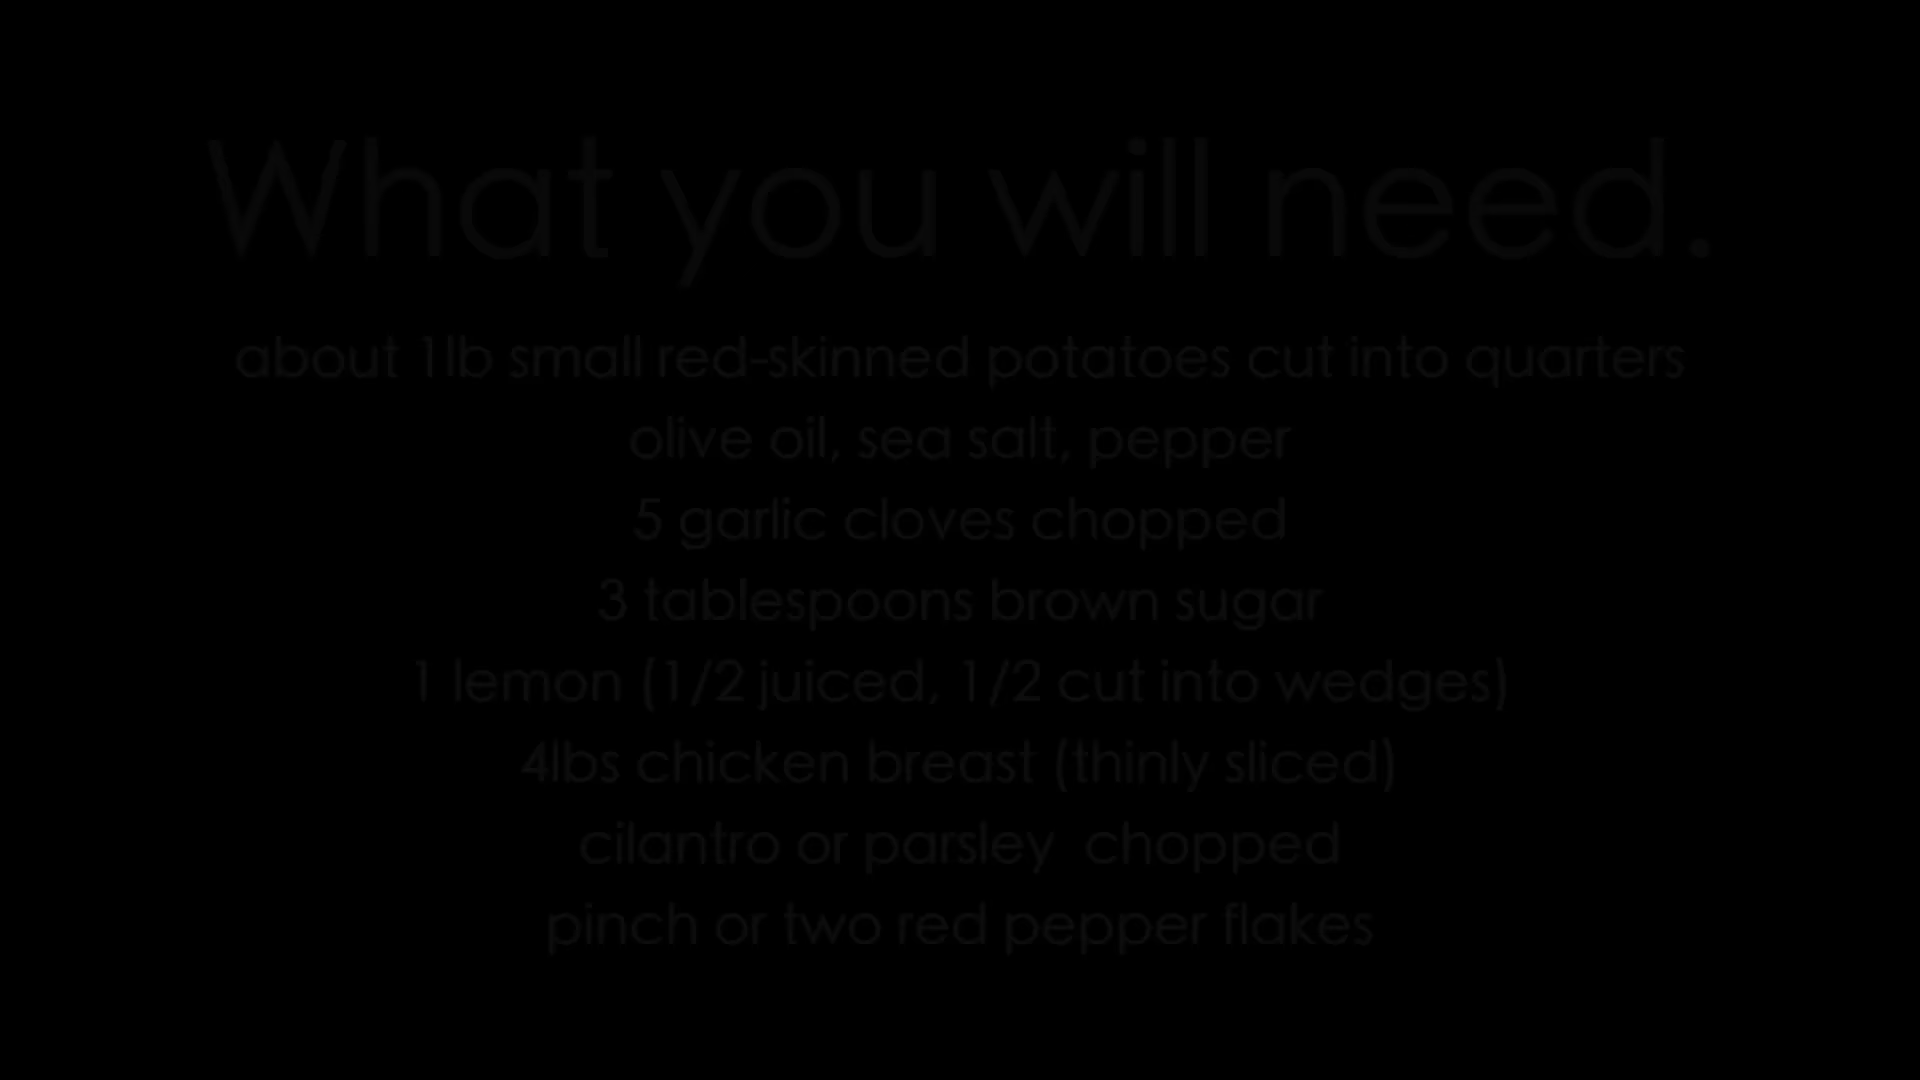 What you will need.
about 1lb small red-skinned potatoes cut into quarters
olive oil, sea salt, pepper
5 garlic cloves chopped
3 tablespoons brown sugar
1 lemon (1/2 juiced, 1/2 cut into wedges)
4lbs chicken breast (thinly sliced)
cilantro or parsley  chopped
pinch or two red pepper flakes